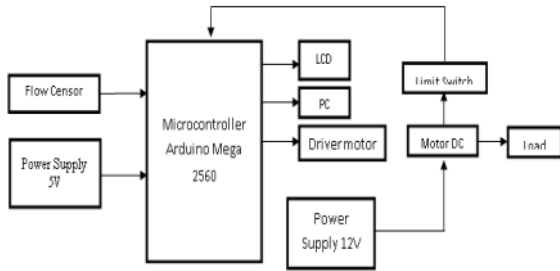 LCD
Limit Switch
Flow Censor
PC
Microcontroller
Arduino Mega
2560
Driver motor
Motor DC
Load
Power Supply
5V
Power
Supply 12V